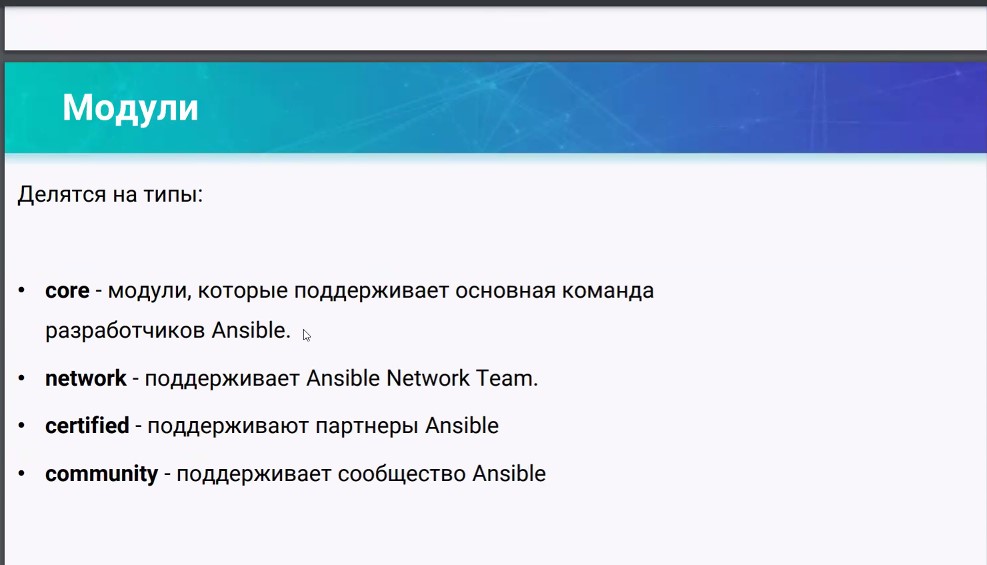 Модули
Делятся на типы:
• core - модули, которые поддерживает основная команда
разработчиков Ansible.
• network - поддерживает Ansible Network Team.
• certified - поддерживают партнеры Ansible
• community - поддерживает сообщество Ansible